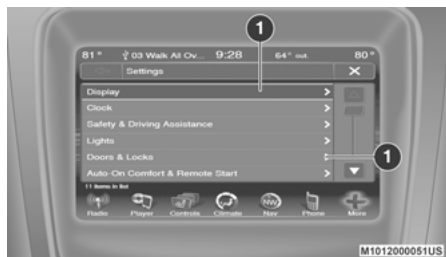 1
81° 03 Walk All Ov... 9:28 64° out 80°
Settings
Display
Clock
Safety & Driving Assistance
Lights
Doors & Locks
1
Auto-On Comfort & Remote Start
11 Items in list
Radio Player Controls Climate NW Nav Phone More
M1012000051US